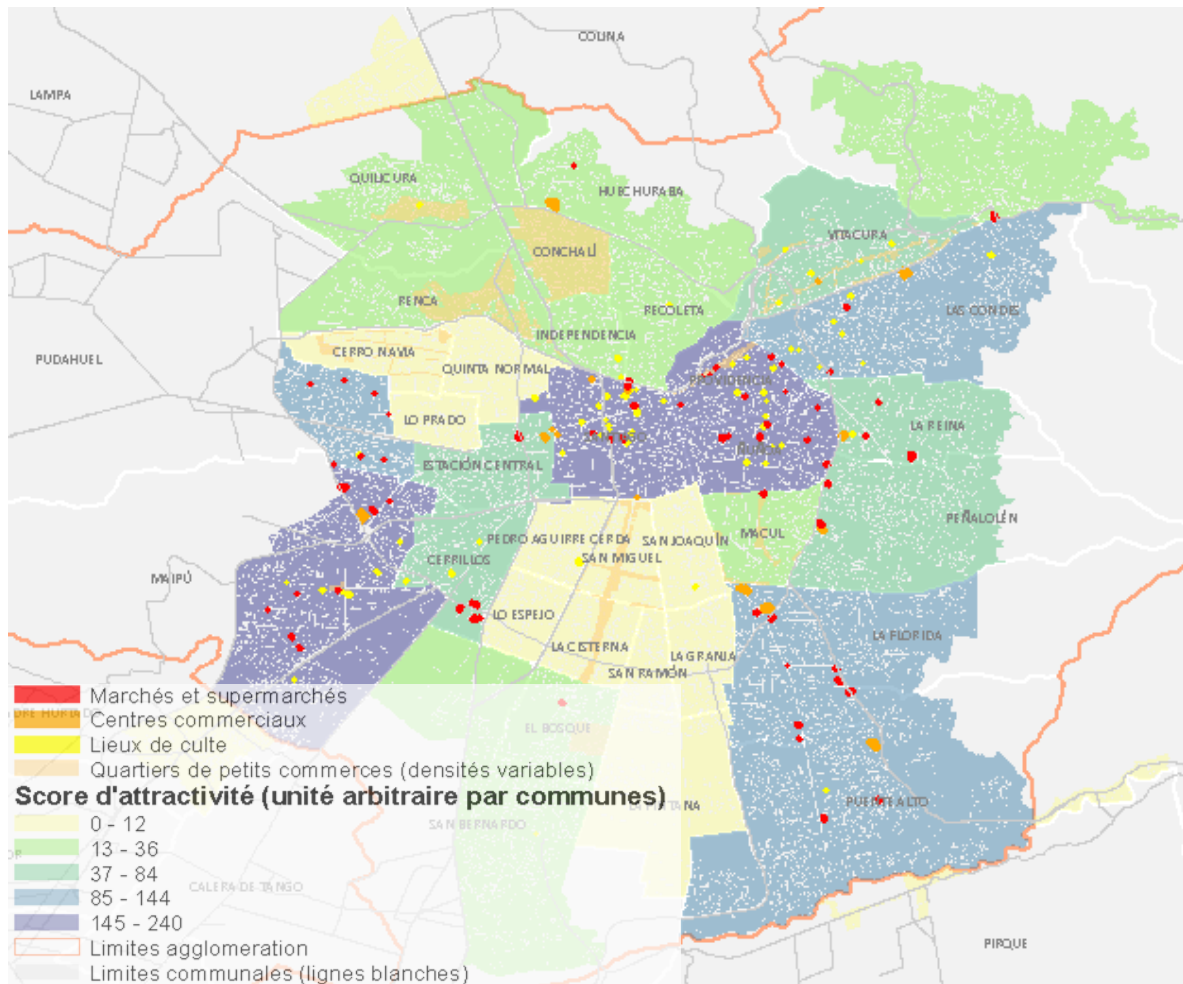 COLINA
LAMPA
QUILICURA
HUECHURABA
VITACURA
CONCHALÍ
RENCA
RECOLETA
LAS CONDES
INDEPENDENCIA
PUDAHUEL
CERRO NAVIA
QUINTA NORMAL
PROVIDENCIA
LO PRADO
LA REINA
SANTIAGO
ÑUÑOA
ESTACIÓN CENTRAL
PEÑALOLÉN
MACUL
PEDRO AGUIRRE CERDA
SAN JOAQUÍN
SAN MIGUEL
CERRILLOS
MAIPÚ
LO ESPEJO
LA FLORIDA
LA CISTERNA
LA GRANJA
SAN RAMÓN
Marchés et supermarchés
Centres commerciaux
EL BOSQUE
Lieux de culte
Quartiers de petits commerces (densités variables)
Score d'attractivité (unité arbitraire par communes)
PUENTE ALTO
0 - 12
SAN BERNARDO
13 - 36
37 - 84
CALERA DE TANGO
85 - 144
145 - 240
PIRQUE
Limites agglomeration
Limites communales (lignes blanches)